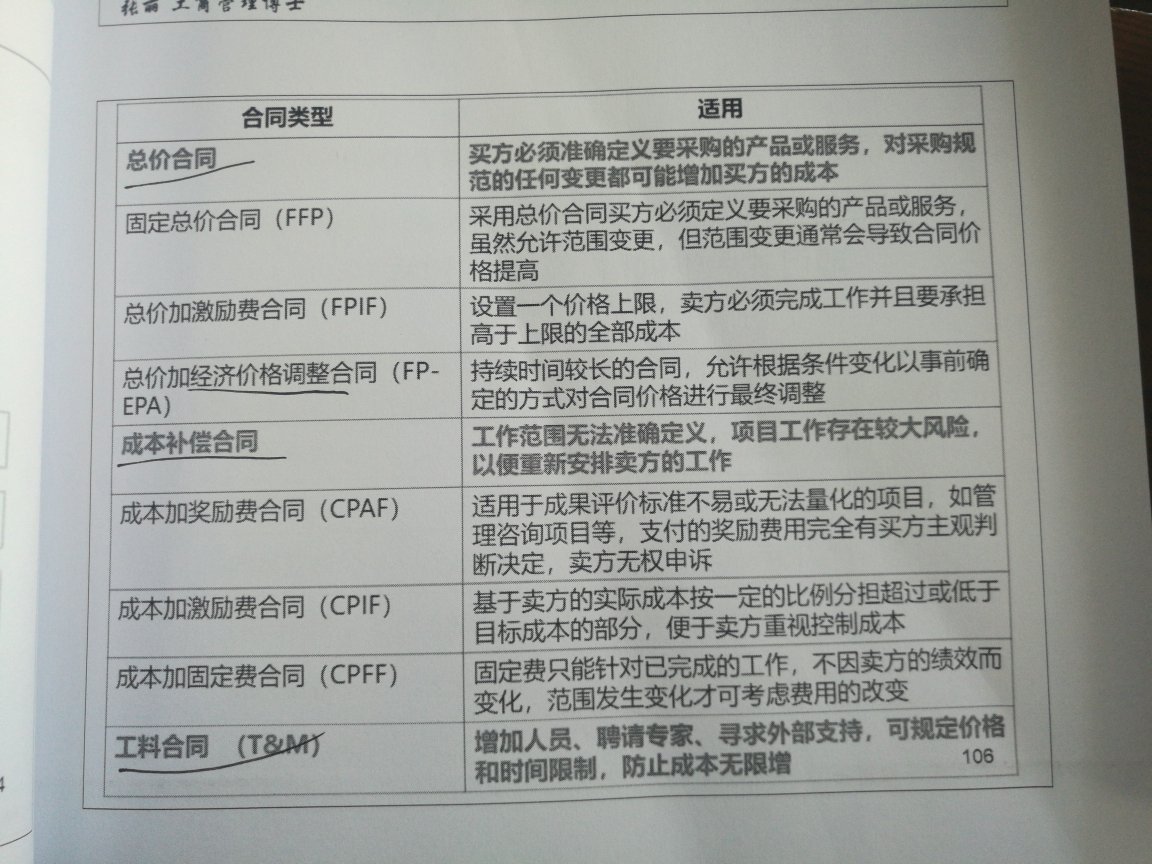 张丽 工商管理博士
合同类型
适用
总价合同
买方必须准确定义要采购的产品或服务，对采购规
范的任何变更都可能增加买方的成本
固定总价合同（FFP）
采用总价合同买方必须定义要采购的产品或服务，
虽然允许范围变更，但范围变更通常会导致合同价
格提高
总价加激励费合同（FPIF）
设置一个价格上限，卖方必须完成工作并且要承担
高于上限的全部成本
总价加经济价格调整合同（FP-
EPA）
持续时间较长的合同，允许根据条件变化以事前确
定的方式对合同价格进行最终调整
成本补偿合同
工作范围无法准确定义，项目工作存在较大风险，
以便重新安排卖方的工作
成本加奖励费合同（CPAF）
适用于成果评价标准不易或无法量化的项目，如管
理咨询项目等，支付的奖励费用完全有买方主观判
断决定，卖方无权申诉
成本加激励费合同（CPIF）
基于卖方的实际成本按一定的比例分担超过或低于
目标成本的部分，便于卖方重视控制成本
成本加固定费合同（CPFF）
固定费只能针对已完成的工作，不因卖方的绩效而
变化，范围发生变化才可考虑费用的改变
工料合同 （T&M）
增加人员、聘请专家、寻求外部支持，可规定价格
和时间限制，防止成本无限增
106
4